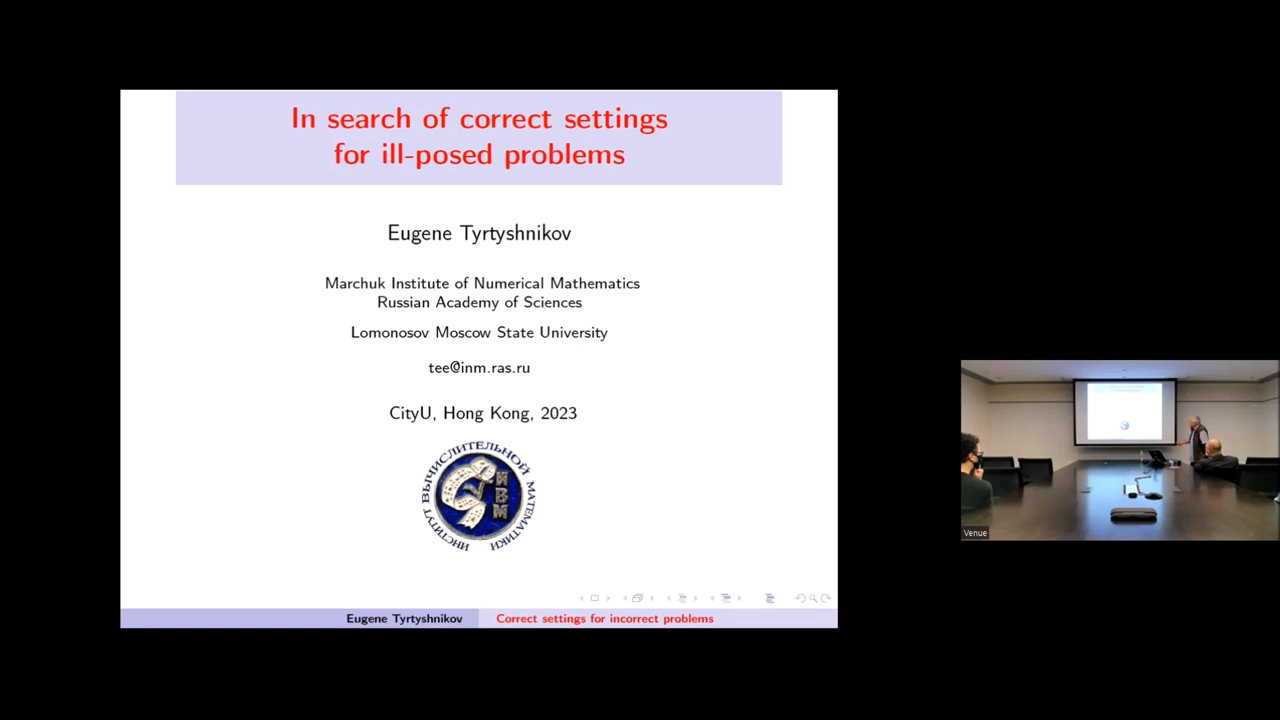 In search of correct settings
for ill-posed problems
Eugene Tyrtyshnikov
Marchuk Institute of Numerical Mathematics
Russian Academy of Sciences
Lomonosov Moscow State University
tee@inm.ras.ru
CityU, Hong Kong, 2023
ИНСТИТУТ ВЫЧИСЛИТЕЛЬНОЙ МАТЕМАТИКИ
ИВМ
Eugene Tyrtyshnikov
Correct settings for incorrect problems
Venue